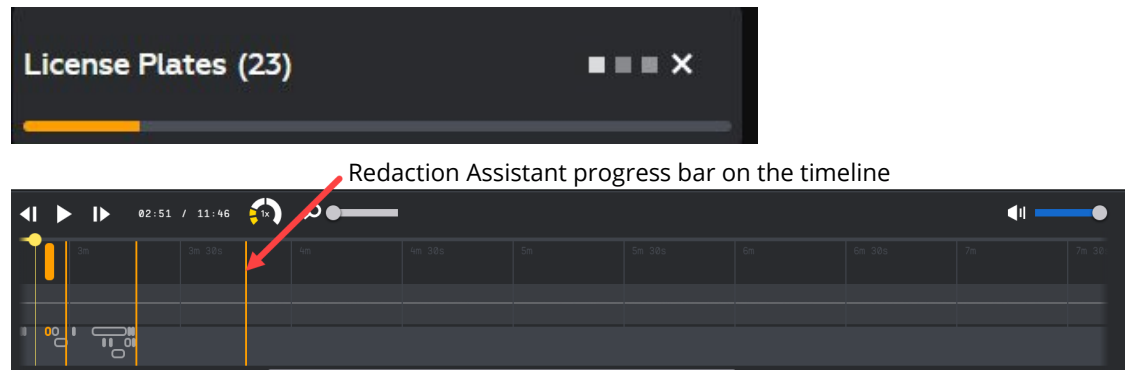 License Plates (23)
Redaction Assistant progress bar on the timeline
02:51 / 11:46 1x
3m 3m 30s 4m 4m 30s 5m 5m 30s 6m 6m 30s 7m 7m 30